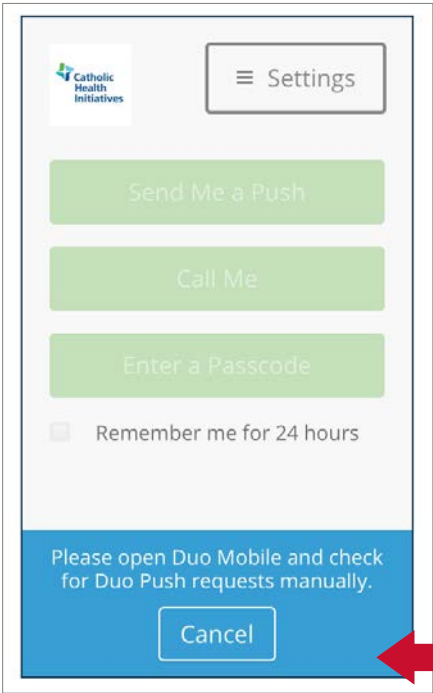 Catholic
Health
Initiatives
≡ Settings
Send Me a Push
Call Me
Enter a Passcode
Remember me for 24 hours
Please open Duo Mobile and check
for Duo Push requests manually.
Cancel